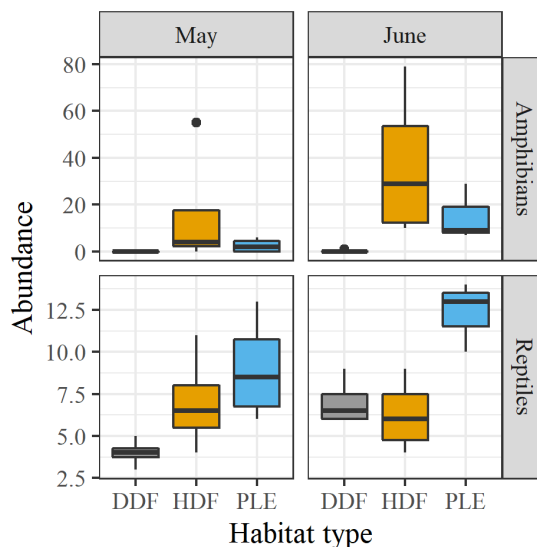 May
June
80
60
40
20
0
Amphibians
Abundance
12.5
10.0
7.5
5.0
2.5
Reptiles
DDF HDF PLE
DDF HDF PLE
Habitat type